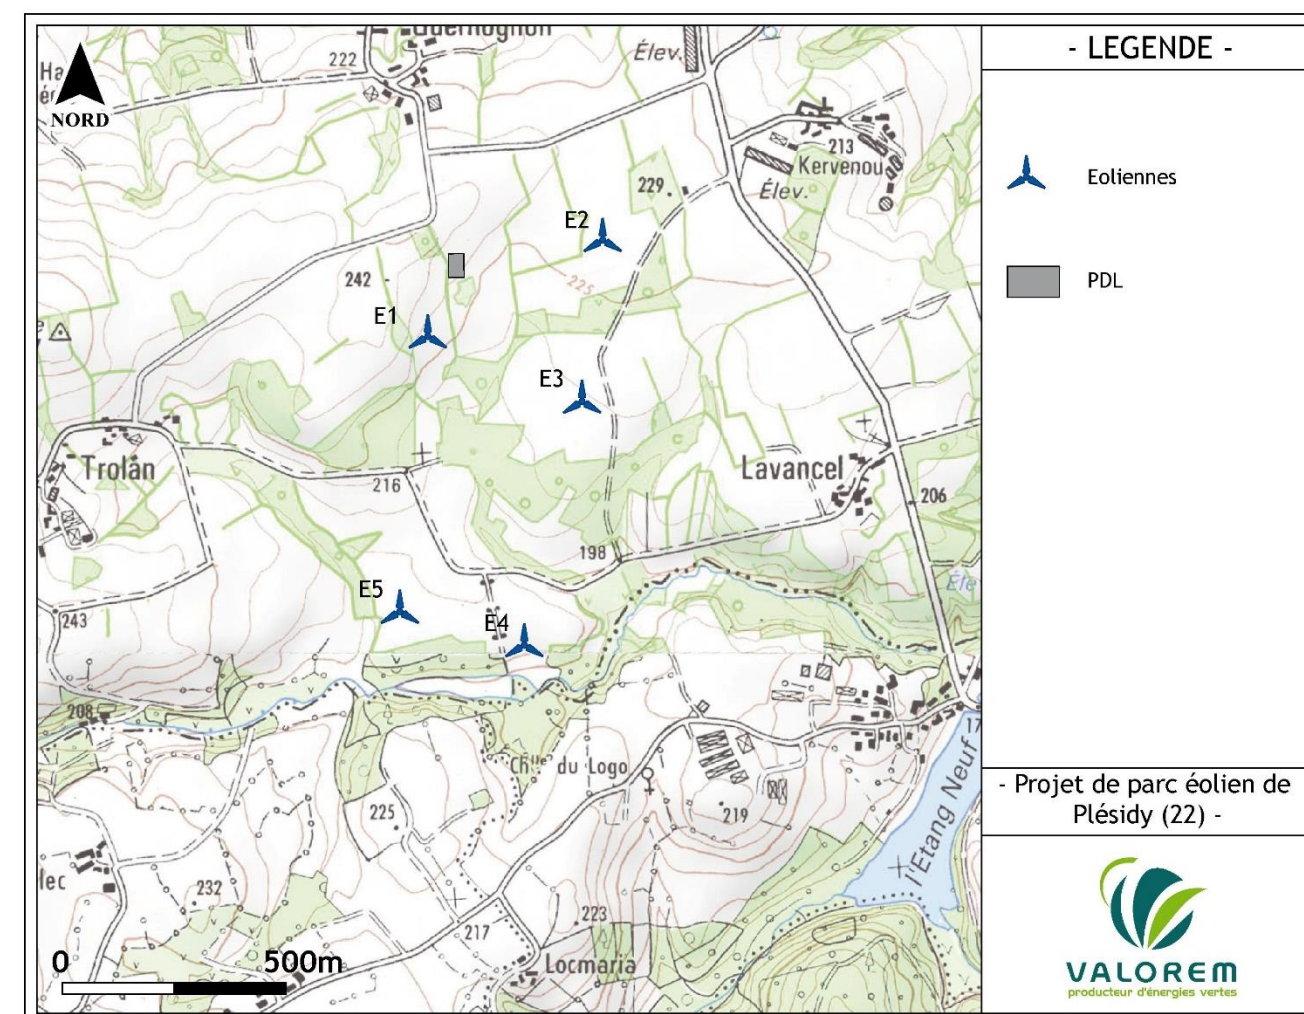 NORD
222
Élev.
213
Kervenou
Élev.
229
E2
242
225
E1
E3
Trolan
216
Lavancel
206
198
E5
E4
243
208
Ch^lle du Logo
225
219
l'Etang Neuf
232
223
217
Locmaria
0 500m
- LEGENDE -
Eoliennes
PDL
- Projet de parc éolien de
Plésidy (22) -
VALOREM
producteur d'énergies vertes